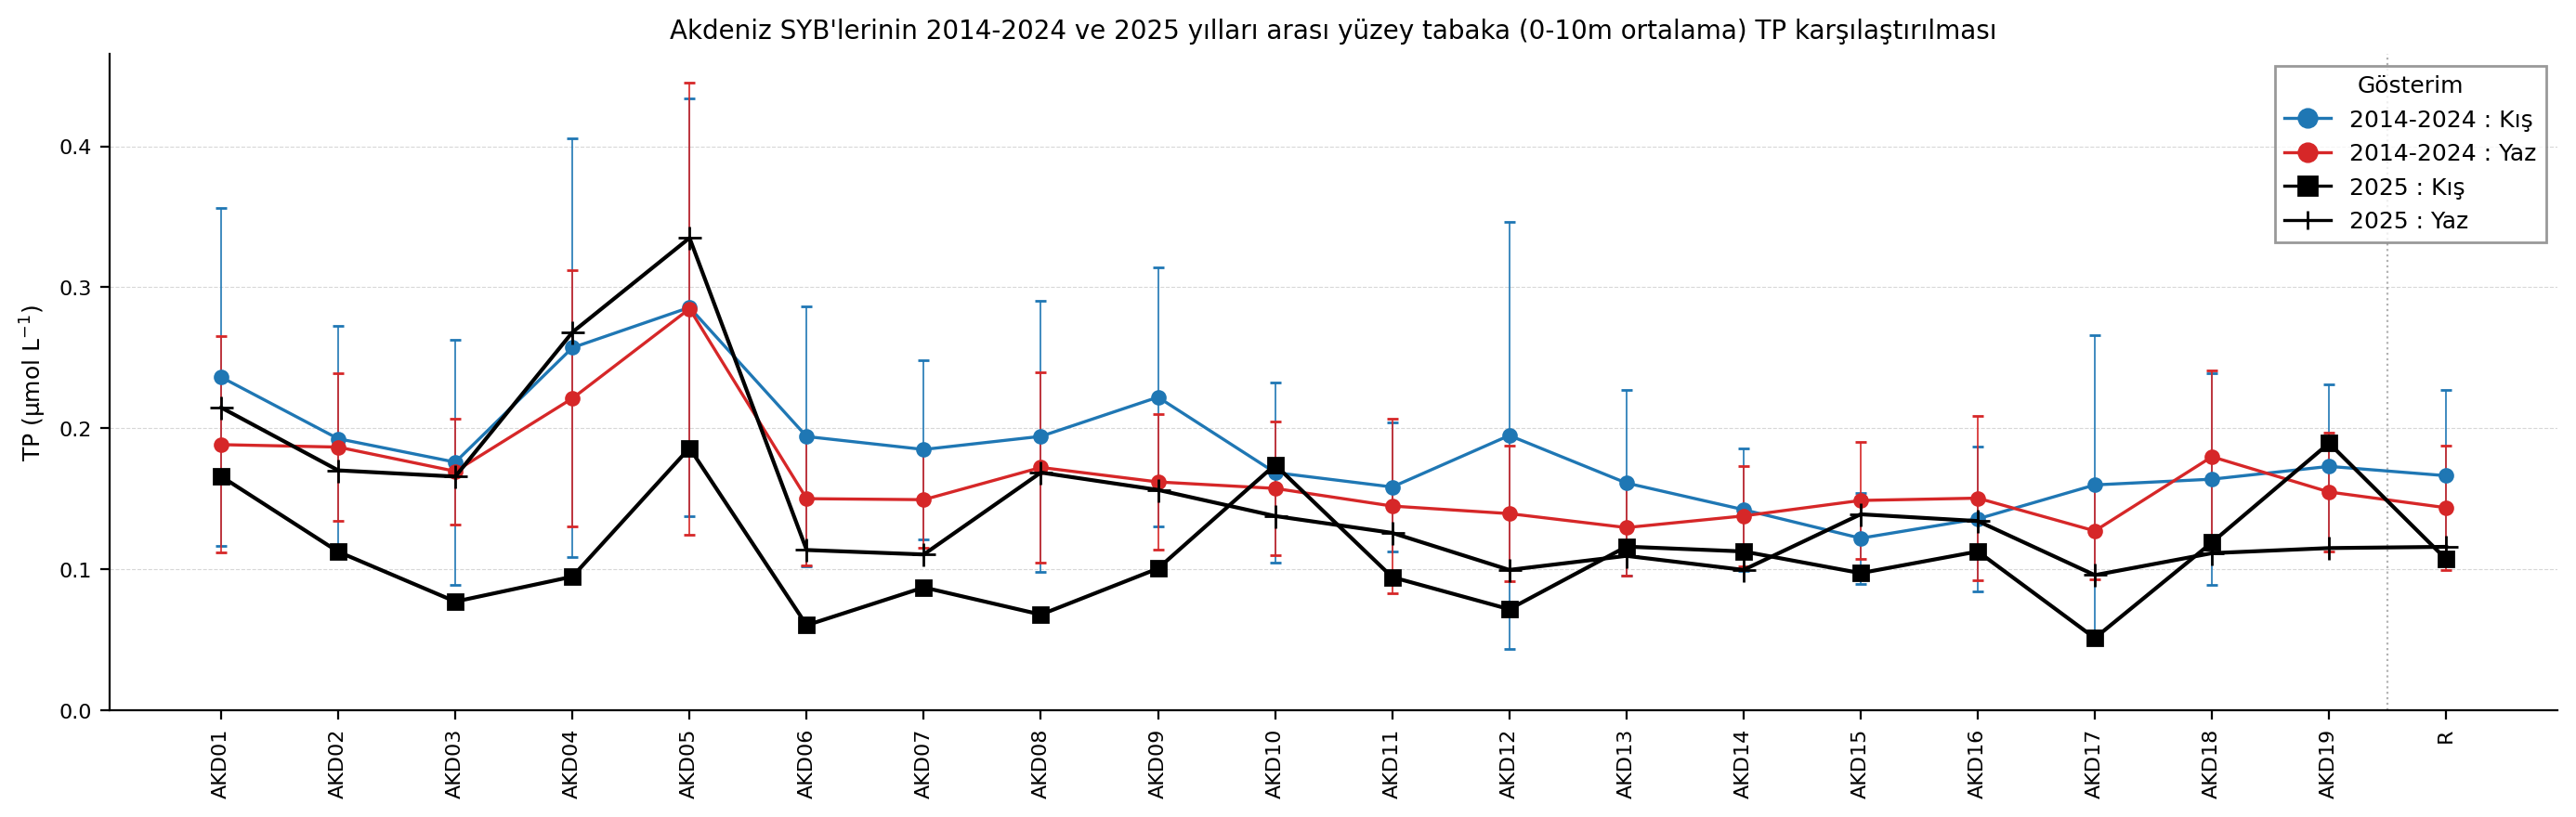 Akdeniz SYB'lerinin 2014-2024 ve 2025 yılları arası yüzey tabaka (0-10m ortalama) TP karşılaştırılması
Gösterim
2014-2024 : Kış
2014-2024 : Yaz
2025 : Kış
2025 : Yaz
TP (µmol L⁻¹)
0.4
0.3
0.2
0.1
0.0
AKD01
AKD02
AKD03
AKD04
AKD05
AKD06
AKD07
AKD08
AKD09
AKD10
AKD11
AKD12
AKD13
AKD14
AKD15
AKD16
AKD17
AKD18
AKD19
R